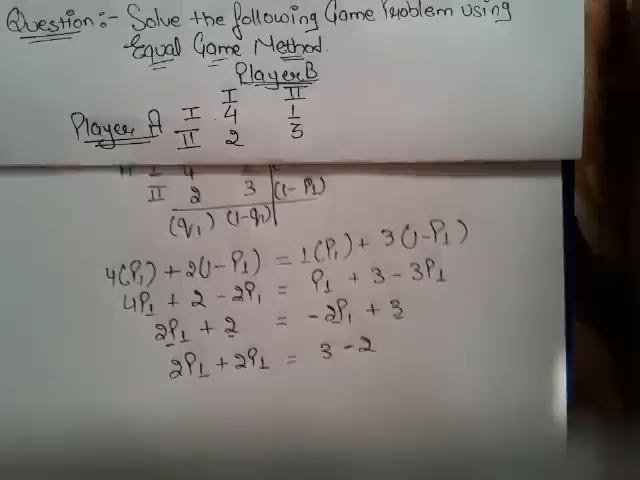 Question:- Solve the following Game Problem using
Equal Game Method.
Player B
I II
Player A I 4 1
II 2 3
II 2 3 (1-P1)
(q1) (1-q1)
4(P1) + 2(1-P1) = 1(P1) + 3(1-P1)
4P1 + 2 - 2P1 = P1 + 3 - 3P1
2P1 + 2 = -2P1 + 3
2P1 + 2P1 = 3 - 2